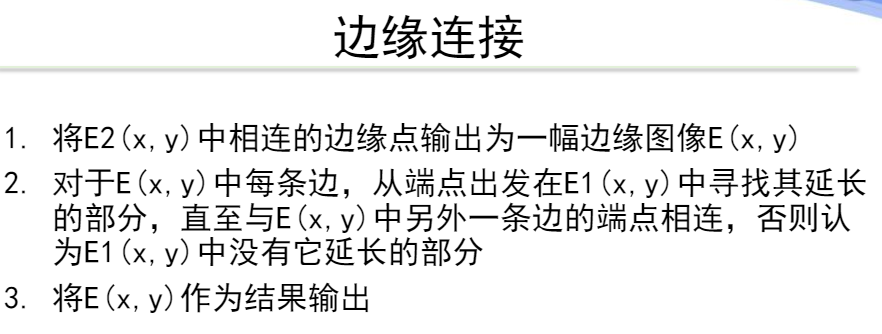 边缘连接
1. 将E2(x,y)中相连的边缘点输出为一幅边缘图像E(x,y)
2. 对于E(x,y)中每条边，从端点出发在E1(x,y)中寻找其延长
的部分，直至与E(x,y)中另外一条边的端点相连，否则认
为E1(x,y)中没有它延长的部分
3. 将E(x,y)作为结果输出